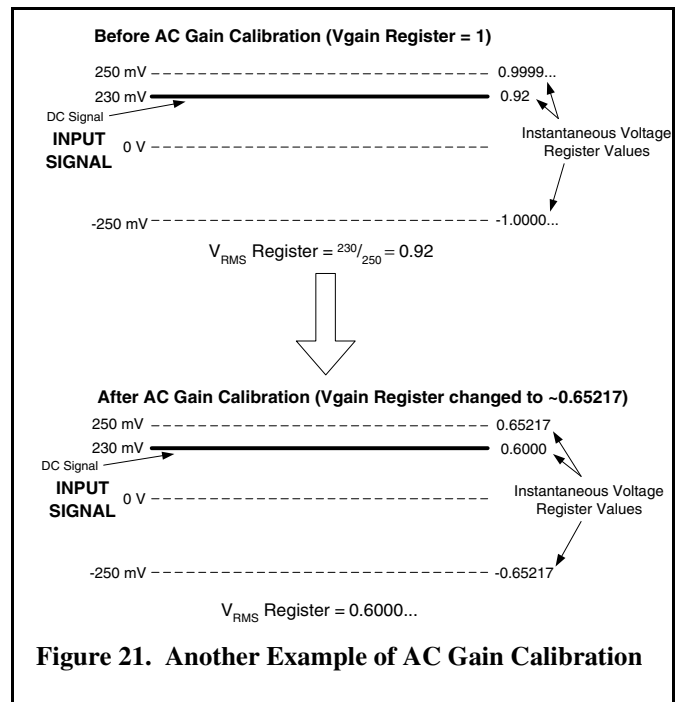 Before AC Gain Calibration (Vgain Register = 1)
250 mV 0.9999...
230 mV 0.92
DC Signal
INPUT SIGNAL
0 V
Instantaneous Voltage Register Values
-250 mV -1.0000...
VRMS Register = 230/250 = 0.92
After AC Gain Calibration (Vgain Register changed to ~0.65217)
250 mV 0.65217
230 mV 0.6000
DC Signal
INPUT SIGNAL
0 V
Instantaneous Voltage Register Values
-250 mV -0.65217
VRMS Register = 0.6000...
Figure 21. Another Example of AC Gain Calibration